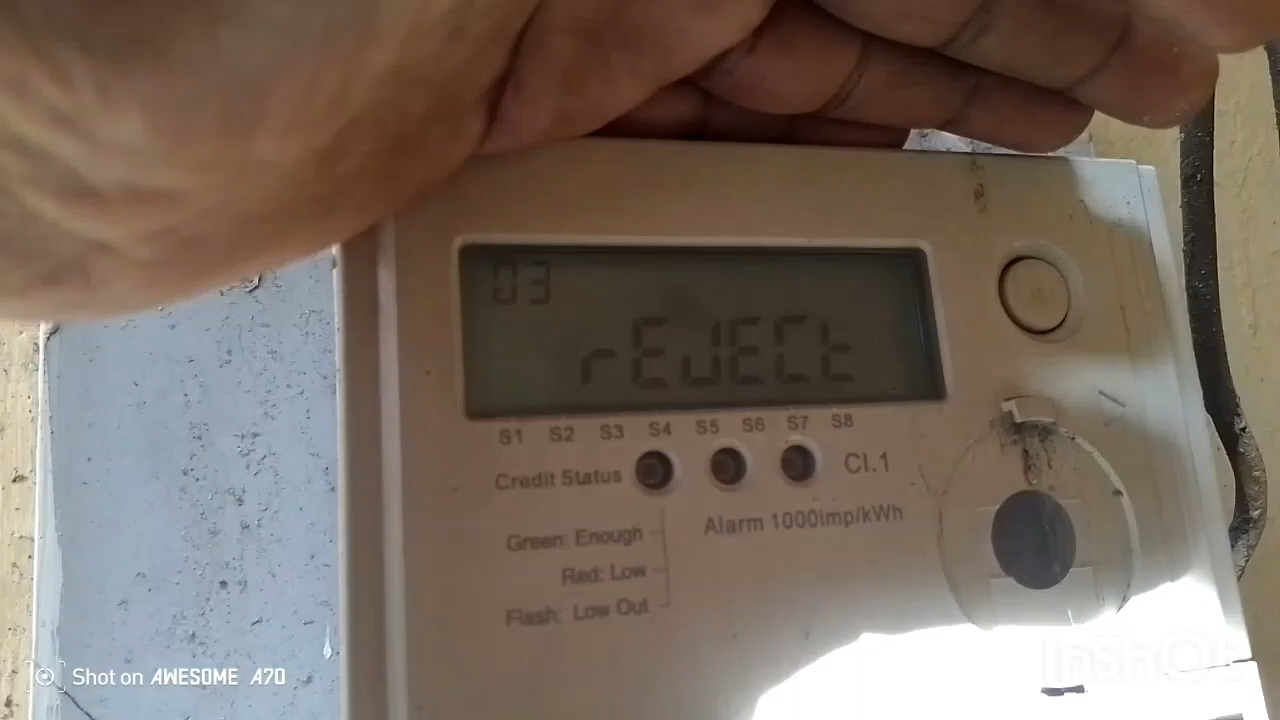 03
rEJECt
S1 S2 S3 S4 S5 S6 S7 S8
Credit Status
Cl.1
Alarm 1000imp/kWh
Green: Enough
Red: Low
Flash: Low Out
Shot on AWESOME A70
InShOt